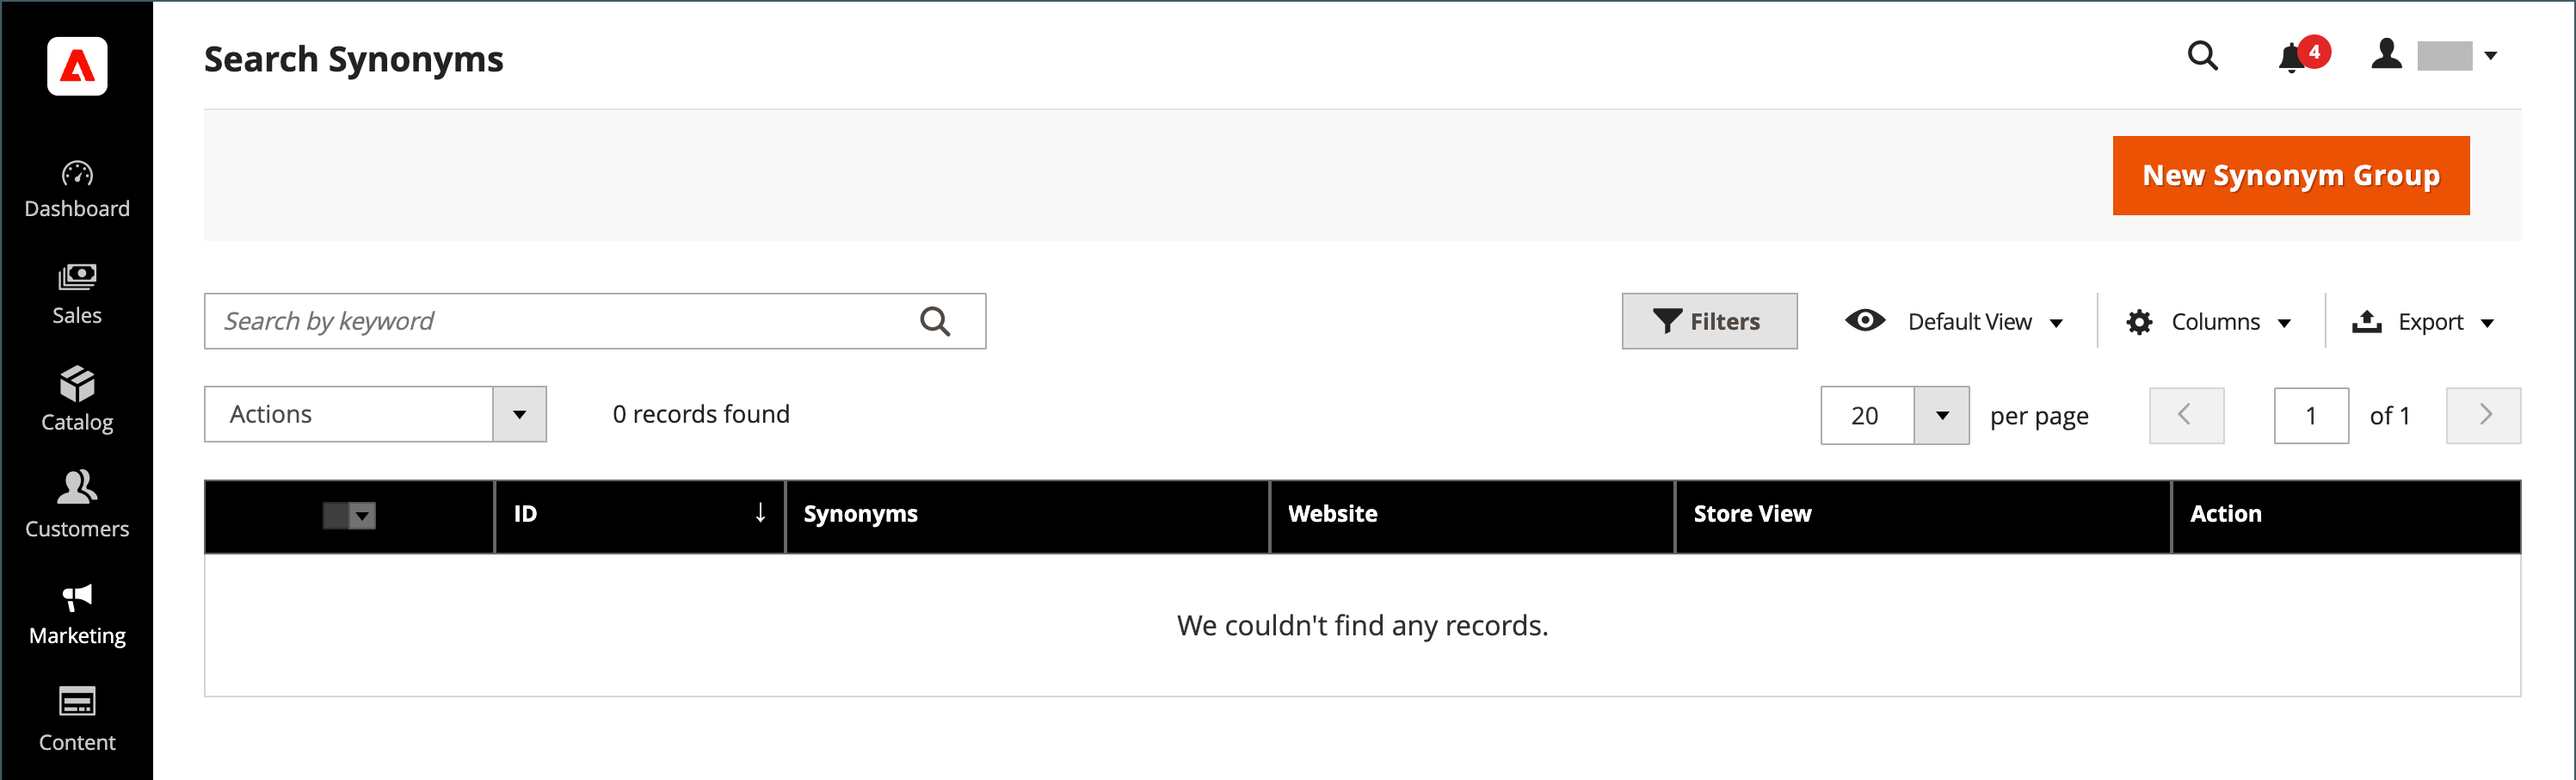 Search Synonyms
4
New Synonym Group
Dashboard
Sales
Catalog
Customers
Marketing
Content
Search by keyword
Filters
Default View
Columns
Export
Actions
0 records found
20
per page
1
of 1
ID
Synonyms
Website
Store View
Action
We couldn't find any records.